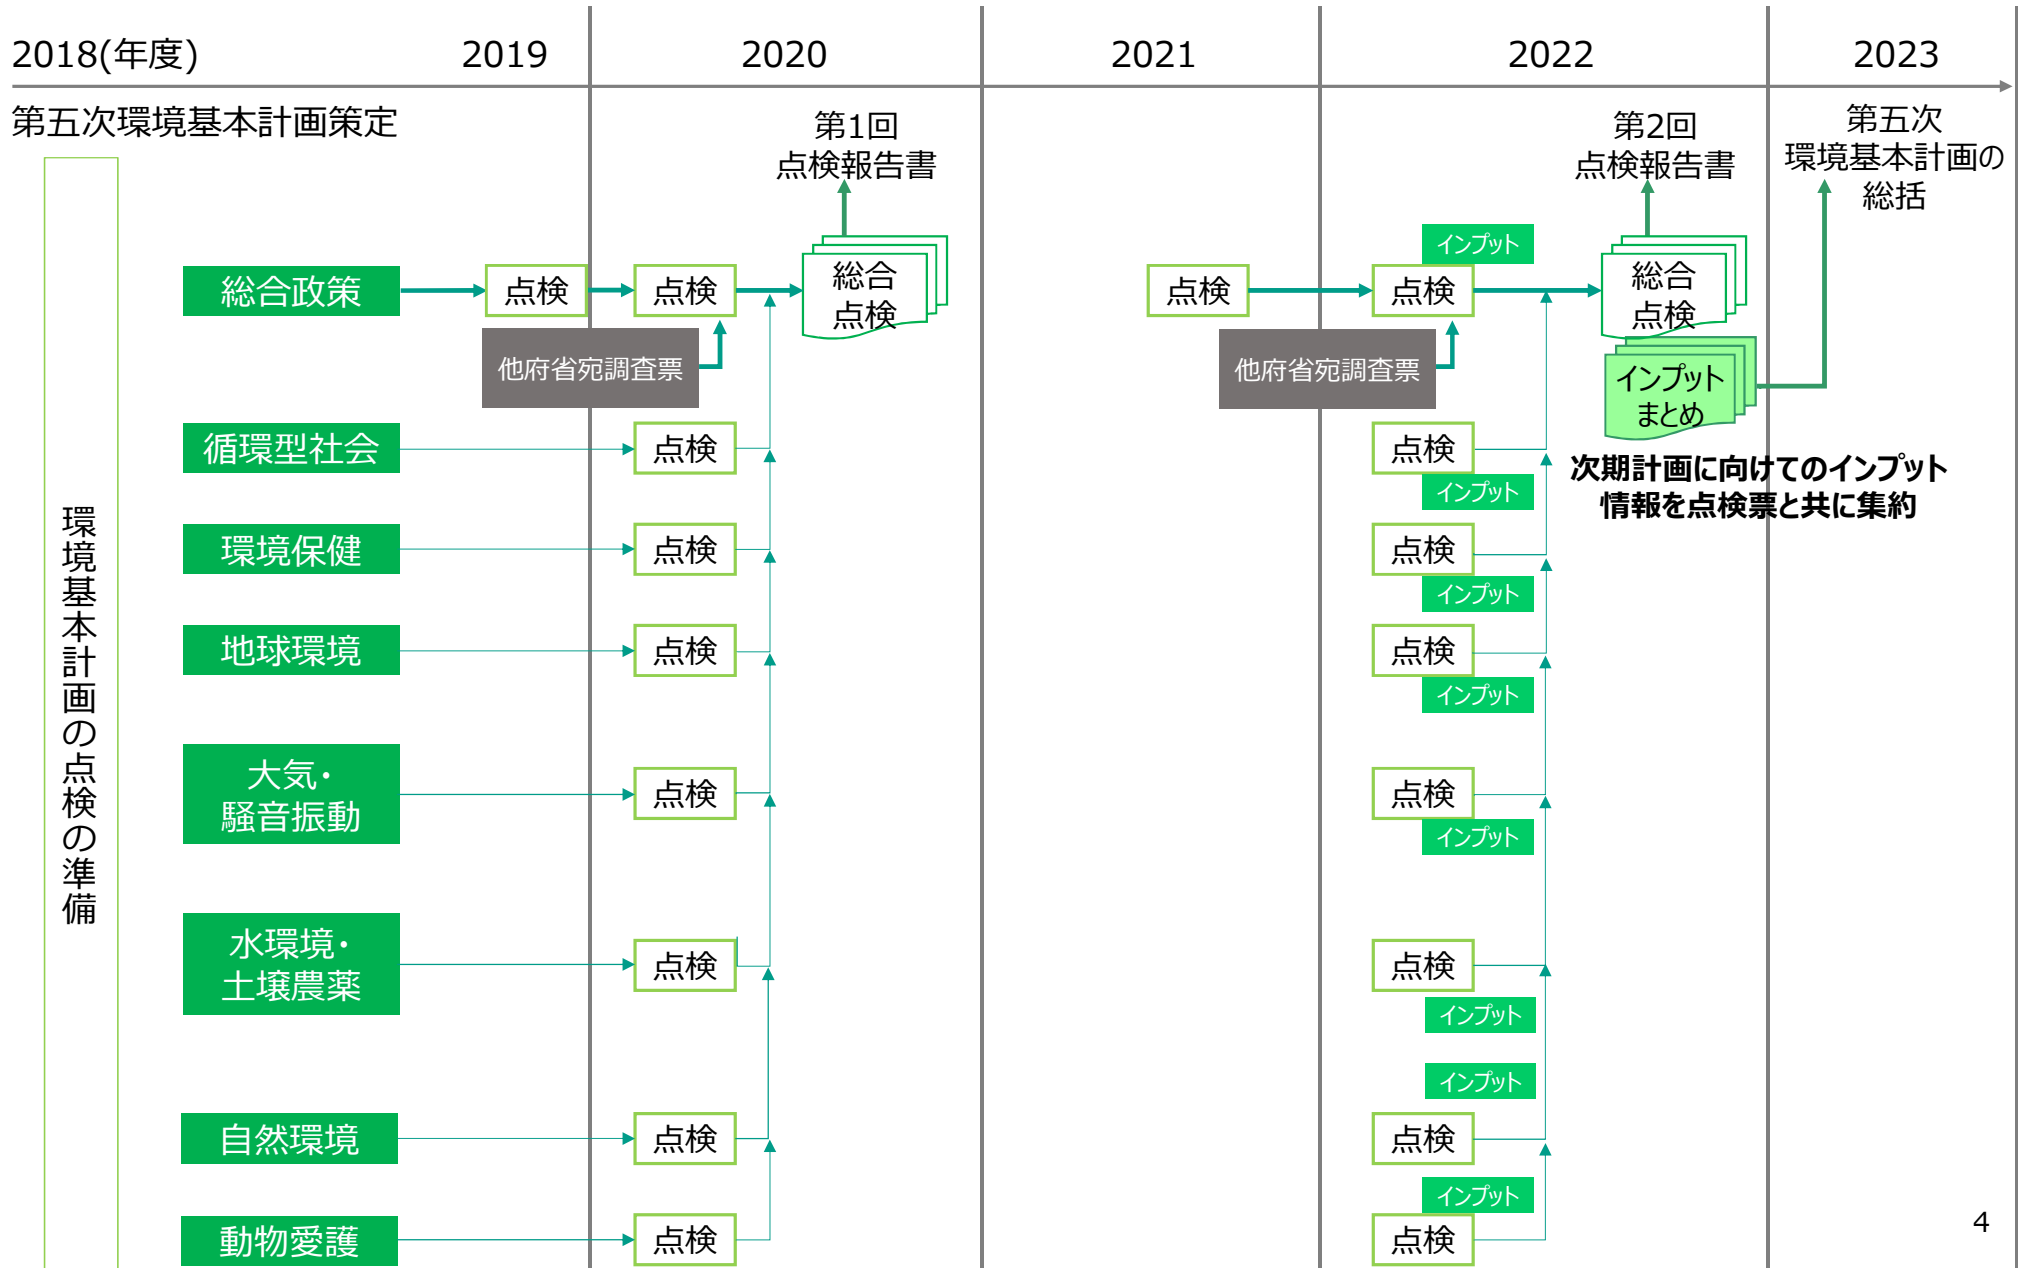 2018(年度)
2019
2020
2021
2022
2023
第五次環境基本計画策定
第1回
点検報告書
第2回
点検報告書
第五次
環境基本計画の
総括
環境基本計画の点検の準備
総合政策
点検
点検
総合
点検
点検
インプット
点検
総合
点検
他府省宛調査票
他府省宛調査票
インプット
まとめ
次期計画に向けてのインプット
情報を点検票と共に集約
循環型社会
点検
点検
インプット
環境保健
点検
点検
インプット
地球環境
点検
点検
インプット
大気・
騒音振動
点検
点検
インプット
水環境・
土壌農薬
点検
点検
インプット
インプット
自然環境
点検
点検
インプット
動物愛護
点検
点検
4